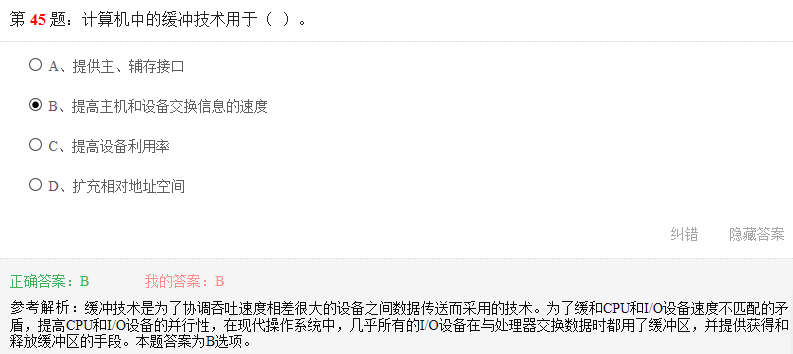 第 45 题：计算机中的缓冲技术用于（ ）。
A、提供主、辅存接口
B、提高主机和设备交换信息的速度
C、提高设备利用率
D、扩充相对地址空间
纠错 隐藏答案
正确答案：B 我的答案：B
参考解析：缓冲技术是为了协调吞吐速度相差很大的设备之间数据传送而采用的技术。为了缓和CPU和I/O设备速度不匹配的矛
盾，提高CPU和I/O设备的并行性，在现代操作系统中，几乎所有的I/O设备在与处理器交换数据时都用了缓冲区，并提供获得和
释放缓冲区的手段。本题答案为B选项。